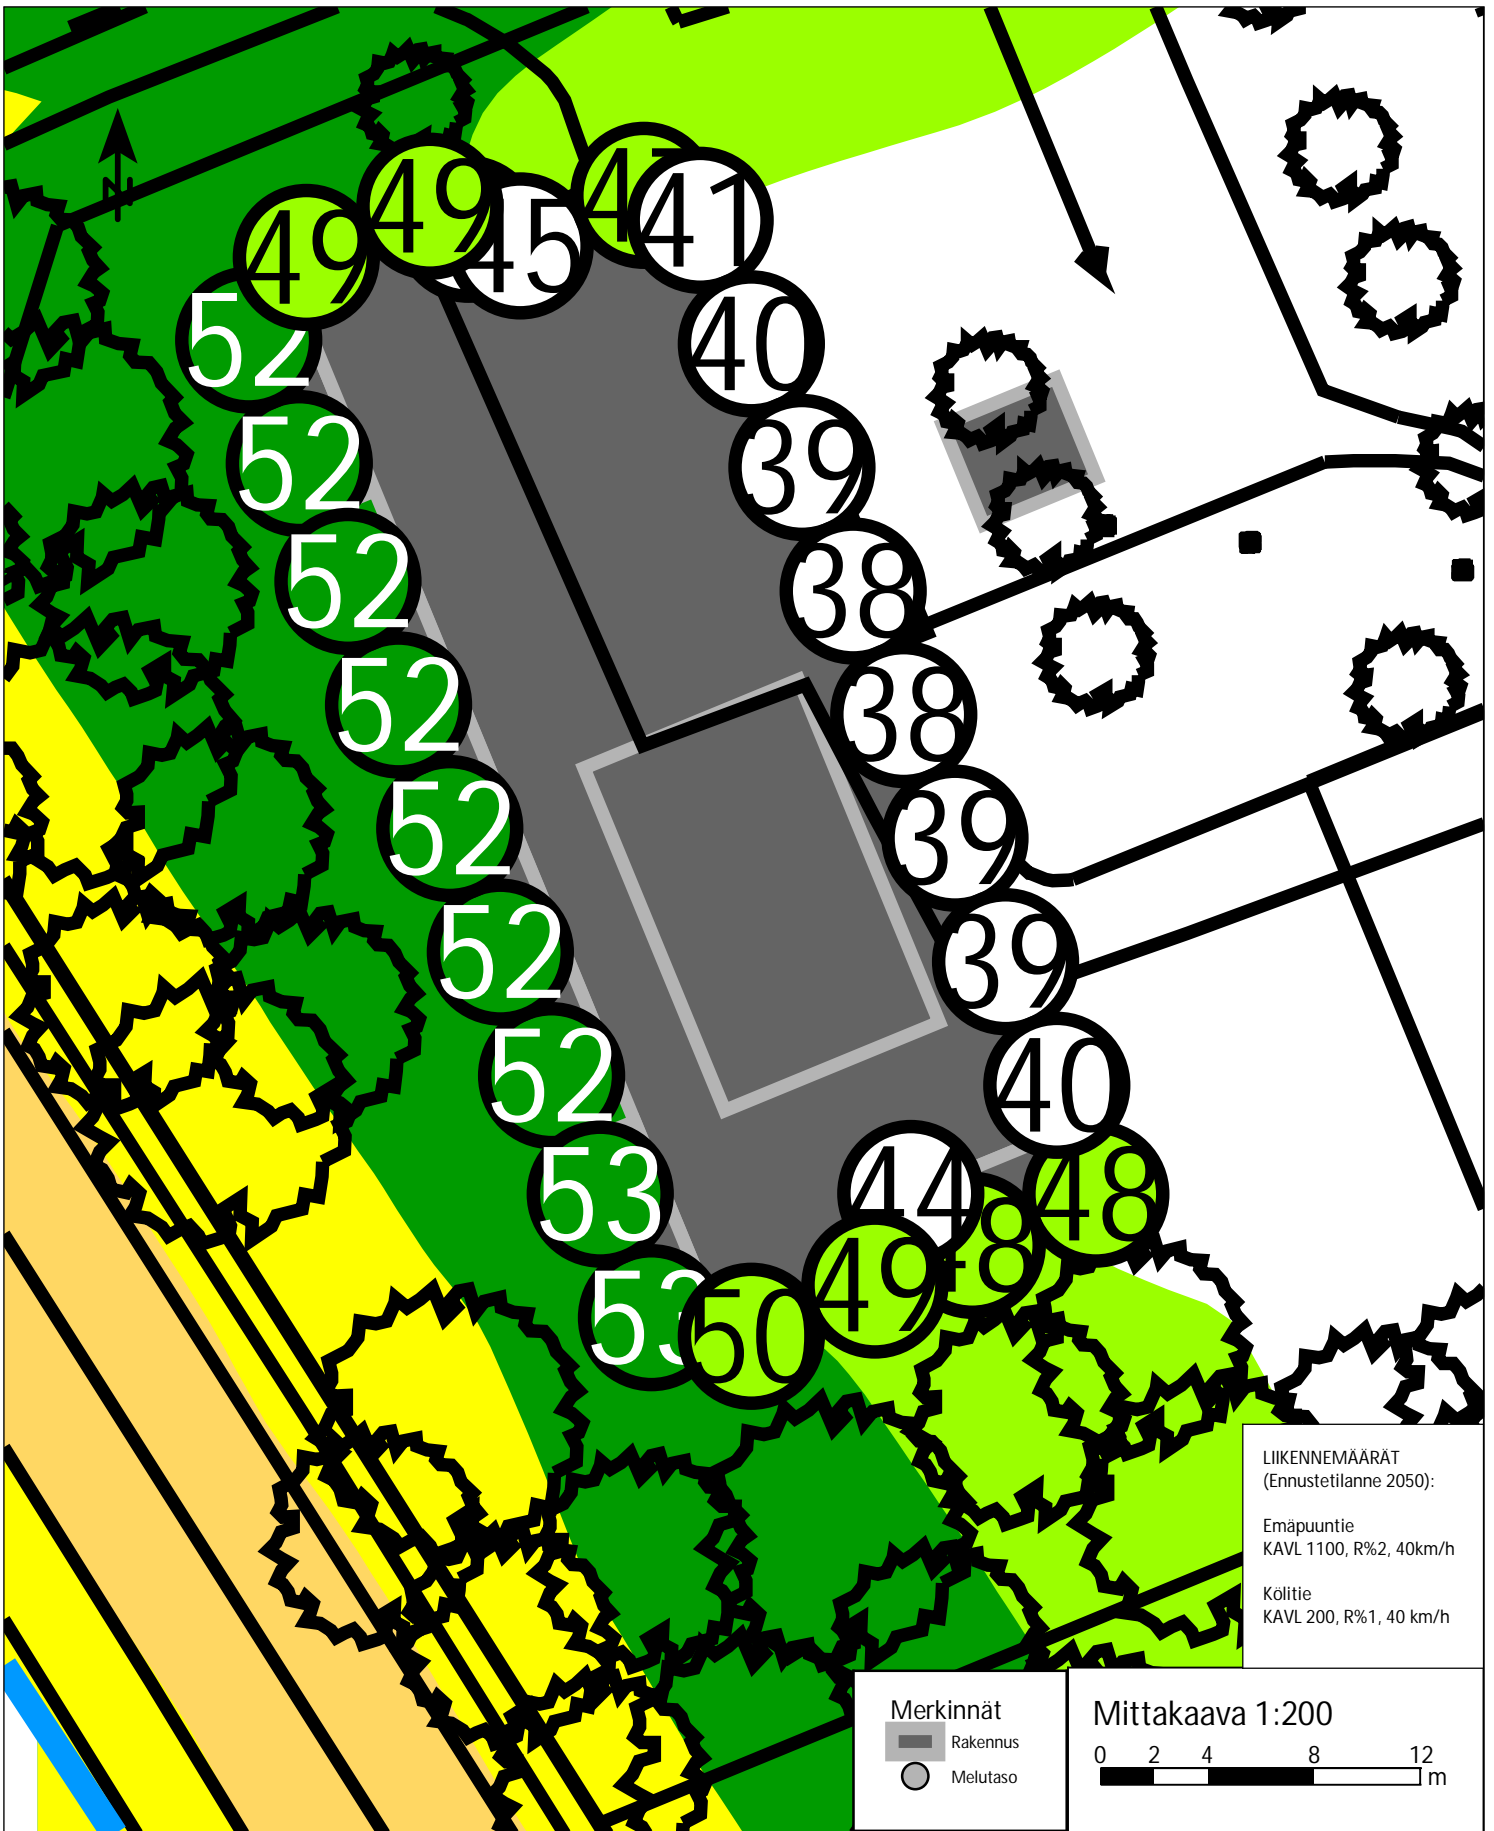 N
49
49
45
41
52
40
52
39
52
38
52
38
52
39
52
39
52
40
53
44
48
48
49
53
50
LIIKENNEMÄÄRÄT
(Ennustetilanne 2050):
Emäpuuntie
KAVL 1100, R%2, 40km/h
Kölitie
KAVL 200, R%1, 40 km/h
Merkinnät
Rakennus
Melutaso
Mittakaava 1:200
0 2 4 8 12
m